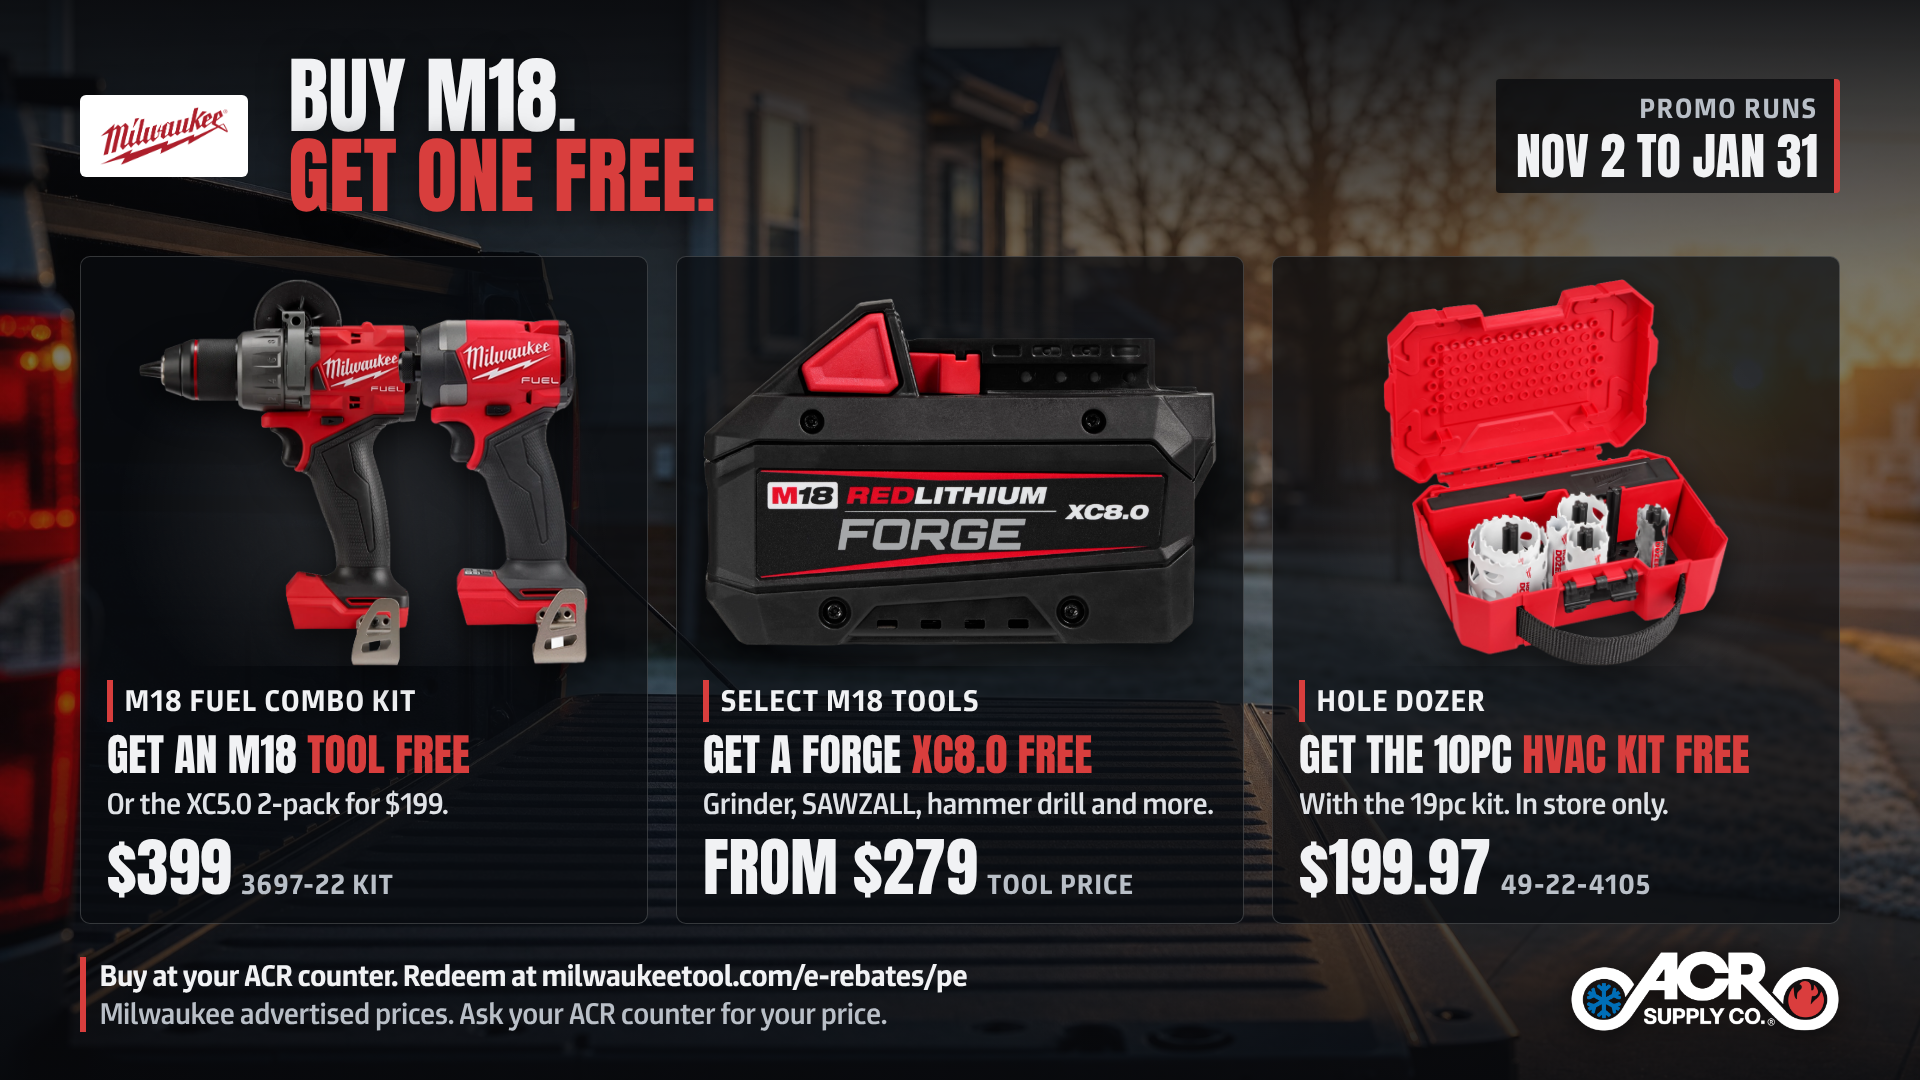 Milwaukee
BUY M18.
GET ONE FREE.
PROMO RUNS
NOV 2 TO JAN 31
Milwaukee
FUEL
Milwaukee
FUEL
M18 REDLITHIUM
FORGE
XC8.0
M18 FUEL COMBO KIT
GET AN M18 TOOL FREE
Or the XC5.0 2-pack for $199.
$399 3697-22 KIT
SELECT M18 TOOLS
GET A FORGE XC8.0 FREE
Grinder, SAWZALL, hammer drill and more.
FROM $279 TOOL PRICE
HOLE DOZER
GET THE 10PC HVAC KIT FREE
With the 19pc kit. In store only.
$199.97 49-22-4105
Buy at your ACR counter. Redeem at milwaukeetool.com/e-rebates/pe
Milwaukee advertised prices. Ask your ACR counter for your price.
ACR
SUPPLY CO.®